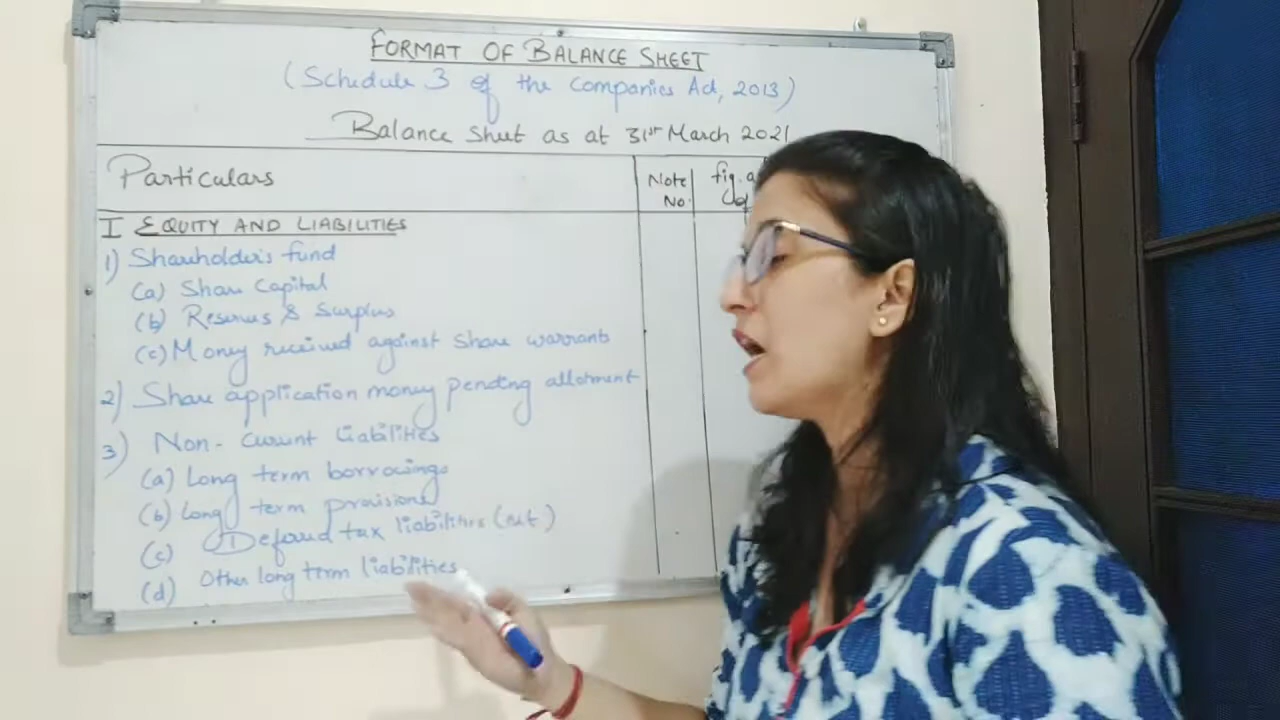 FORMAT OF BALANCE SHEET
(Schedule 3 of the Companies Act, 2013)
Balance Sheet as at 31st March 2021
Particulars
Note No.
fig. a
of
I EQUITY AND LIABILITIES
1) Shareholder's fund
(a) Share Capital
(b) Reserves & Surplus
(c) Money received against share warrants
2) Share application money pending allotment
3) Non-Current Liabilities
(a) Long term borrowings
(b) Long term provisions
(c) Deferred tax liabilities (net)
(d) Other long term liabilities